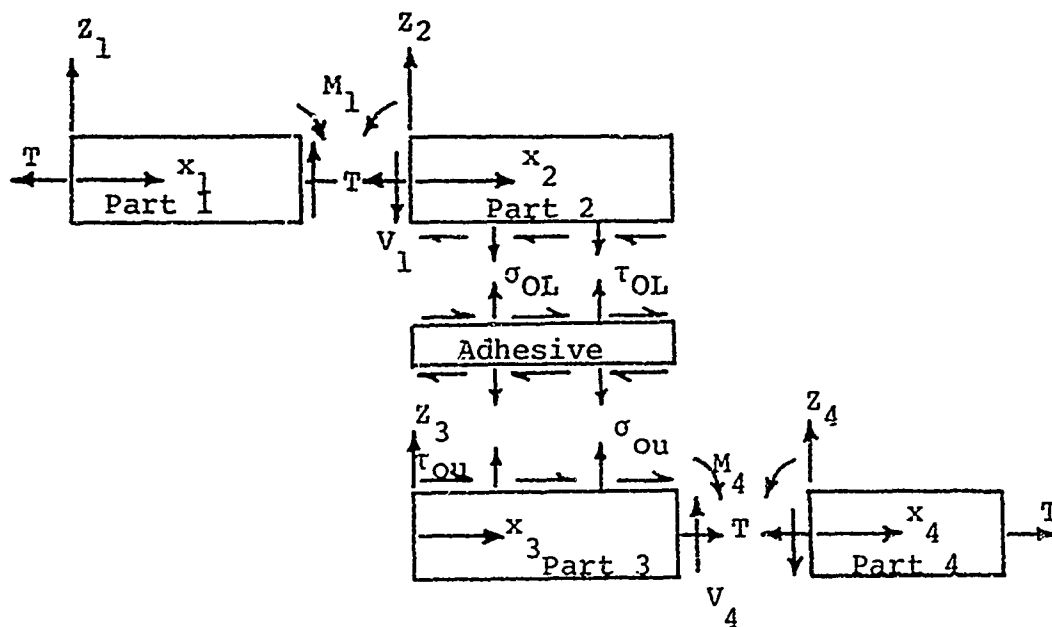 Z1
Z2
M1
T
x1
T
x2
Part 1
Part 2
V1
σOL
τOL
Adhesive
Z3
σou
Z4
τou
M4
x3
T
x4
T
Part 3
Part 4
V4